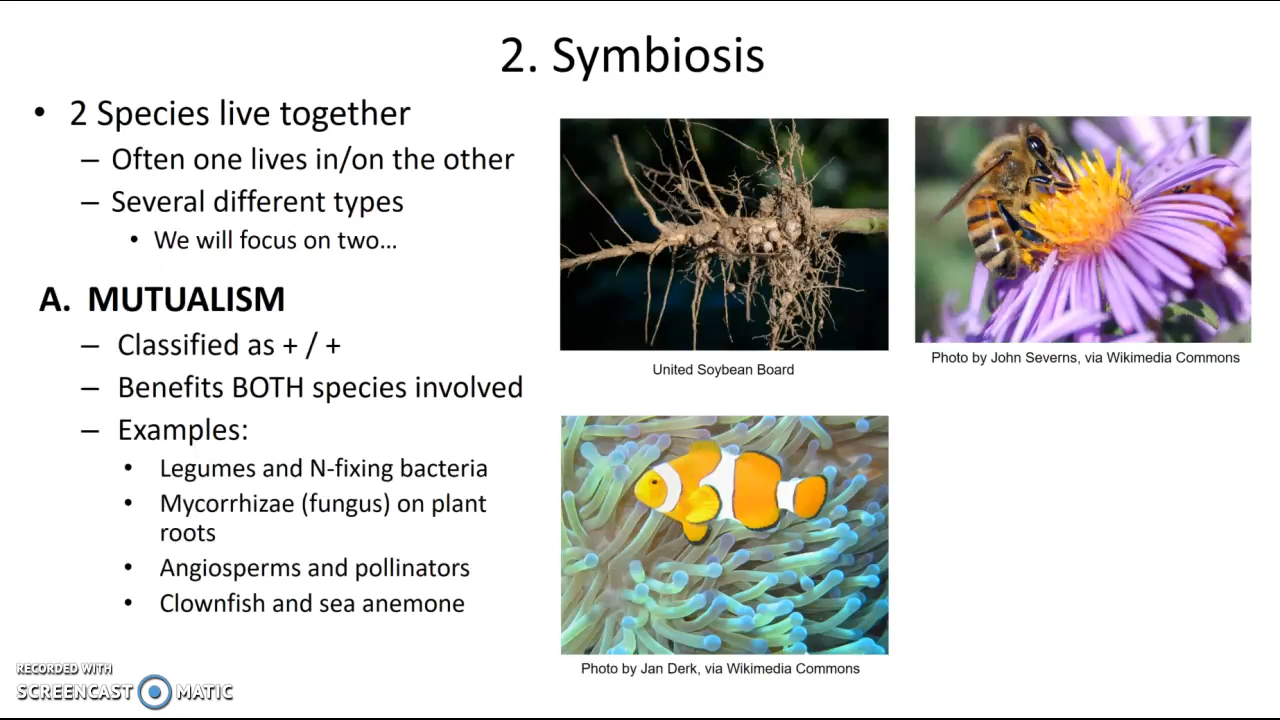 2. Symbiosis
• 2 Species live together
– Often one lives in/on the other
– Several different types
• We will focus on two…
A. MUTUALISM
– Classified as + / +
– Benefits BOTH species involved
– Examples:
• Legumes and N-fixing bacteria
• Mycorrhizae (fungus) on plant
roots
• Angiosperms and pollinators
• Clownfish and sea anemone
United Soybean Board
Photo by John Severns, via Wikimedia Commons
Photo by Jan Derk, via Wikimedia Commons
RECORDED WITH
SCREENCAST MATIC